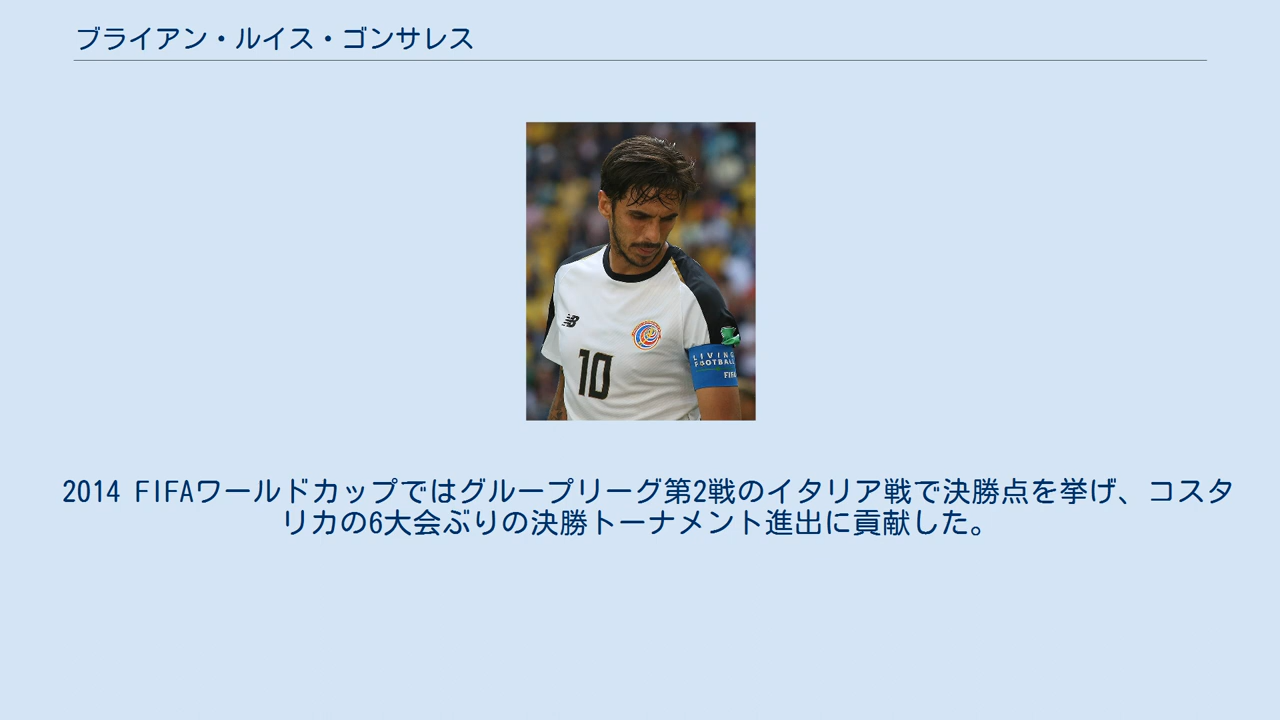 ブライアン・ルイス・ゴンサレス
10
LIVING
FOOTBALL
FIFA
2014 FIFAワールドカップではグループリーグ第2戦のイタリア戦で決勝点を挙げ、コスタ
リカの6大会ぶりの決勝トーナメント進出に貢献した。